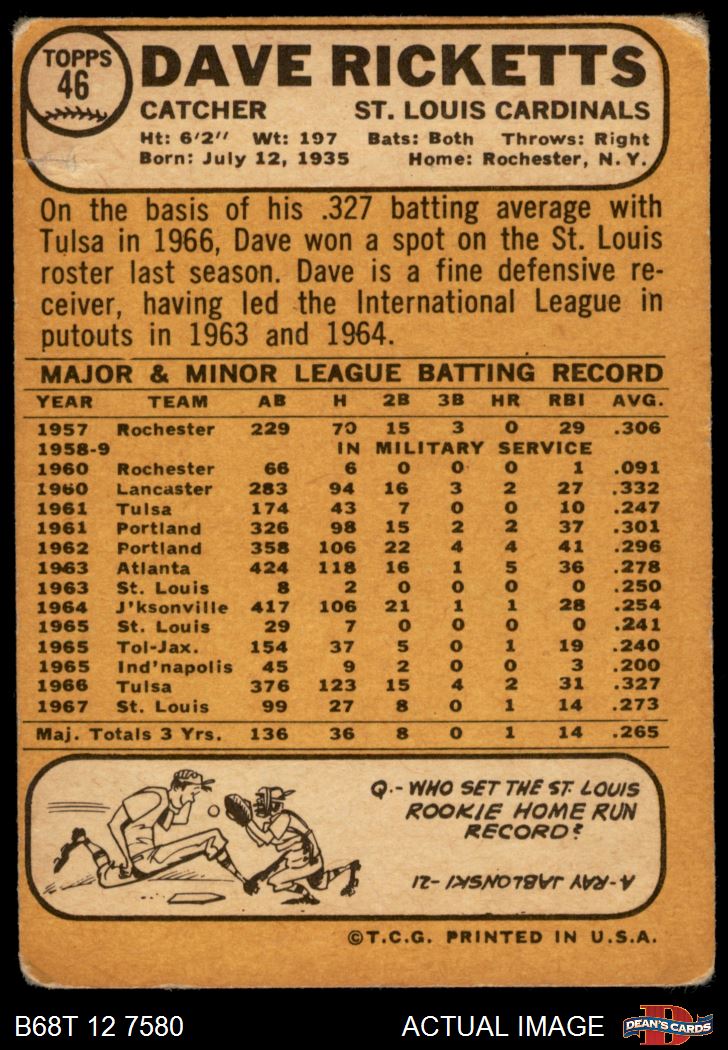 TOPPS
46
DAVE RICKETTS
CATCHER ST. LOUIS CARDINALS
Ht: 6'2" Wt: 197 Bats: Both Throws: Right
Born: July 12, 1935 Home: Rochester, N. Y.
On the basis of his .327 batting average with
Tulsa in 1966, Dave won a spot on the St. Louis
roster last season. Dave is a fine defensive re-
ceiver, having led the International League in
putouts in 1963 and 1964.
MAJOR & MINOR LEAGUE BATTING RECORD
YEAR TEAM AB H 2B 3B HR RBI AVG.
1957 Rochester 229 70 15 3 0 29 .306
1958-9 IN MILITARY SERVICE
1960 Rochester 66 6 0 0 0 1 .091
1960 Lancaster 283 94 16 3 2 27 .332
1961 Tulsa 174 43 7 0 0 10 .247
1961 Portland 326 98 15 2 2 37 .301
1962 Portland 358 106 22 4 4 41 .296
1963 Atlanta 424 118 16 1 5 36 .278
1963 St. Louis 8 2 0 0 0 0 .250
1964 J'ksonville 417 106 21 1 1 28 .254
1965 St. Louis 29 7 0 0 0 0 .241
1965 Tol-Jax. 154 37 5 0 1 19 .240
1965 Ind'napolis 45 9 2 0 0 3 .200
1966 Tulsa 376 123 15 4 2 31 .327
1967 St. Louis 99 27 8 0 1 14 .273
Maj. Totals 3 Yrs. 136 36 8 0 1 14 .265
Q.- WHO SET THE ST. LOUIS
ROOKIE HOME RUN
RECORD?
A-RAY JABLONSKI-21
©T.C.G. PRINTED IN U.S.A.
B68T 12 7580 ACTUAL IMAGE
D
DEAN'S CARDS